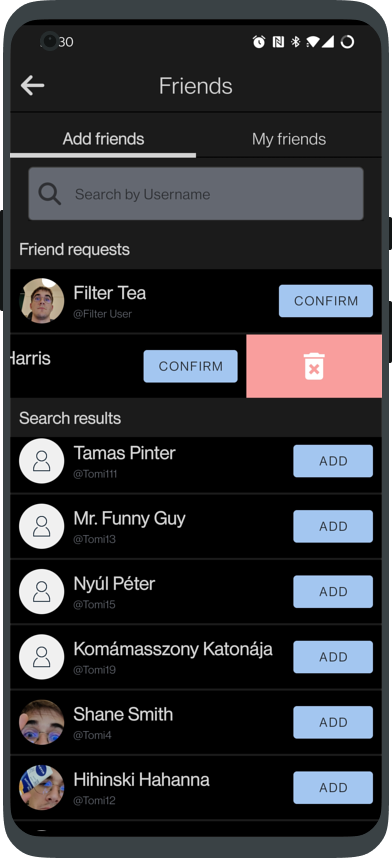 30
Friends
Add friends My friends
Search by Username
Friend requests
Filter Tea
@Filter User
CONFIRM
Harris
CONFIRM
Search results
Tamas Pinter
@Tomi111
ADD
Mr. Funny Guy
@Tomi13
ADD
Nyúl Péter
@Tomi15
ADD
Komámasszony Katonája
@Tomi19
ADD
Shane Smith
@Tomi4
ADD
Hihinski Hahanna
@Tomi12
ADD